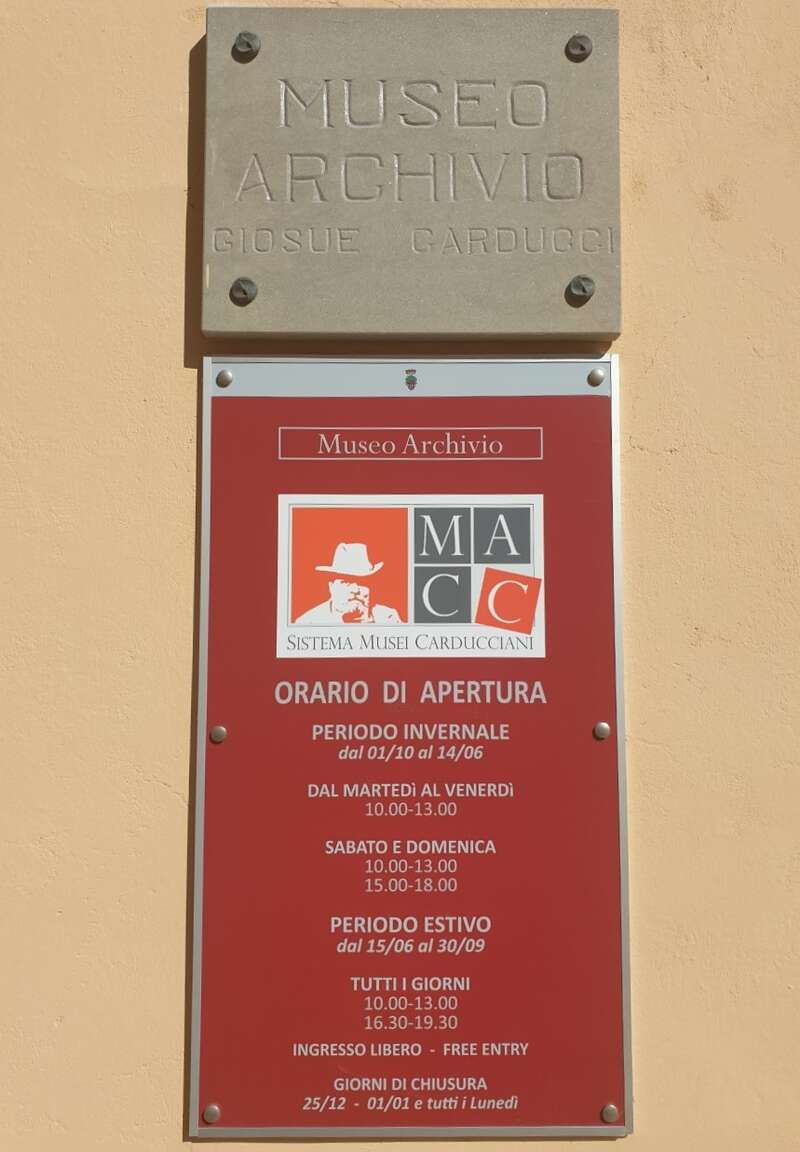 MUSEO
ARCHIVIO
GIOSUE CARDUCCI
Museo Archivio
MA
CC
SISTEMA MUSEI CARDUCCIANI
ORARIO DI APERTURA
PERIODO INVERNALE
dal 01/10 al 14/06
DAL MARTEDì AL VENERDì
10.00-13.00
SABATO E DOMENICA
10.00-13.00
15.00-18.00
PERIODO ESTIVO
dal 15/06 al 30/09
TUTTI I GIORNI
10.00-13.00
16.30-19.30
INGRESSO LIBERO - FREE ENTRY
GIORNI DI CHIUSURA
25/12 - 01/01 e tutti i Lunedì